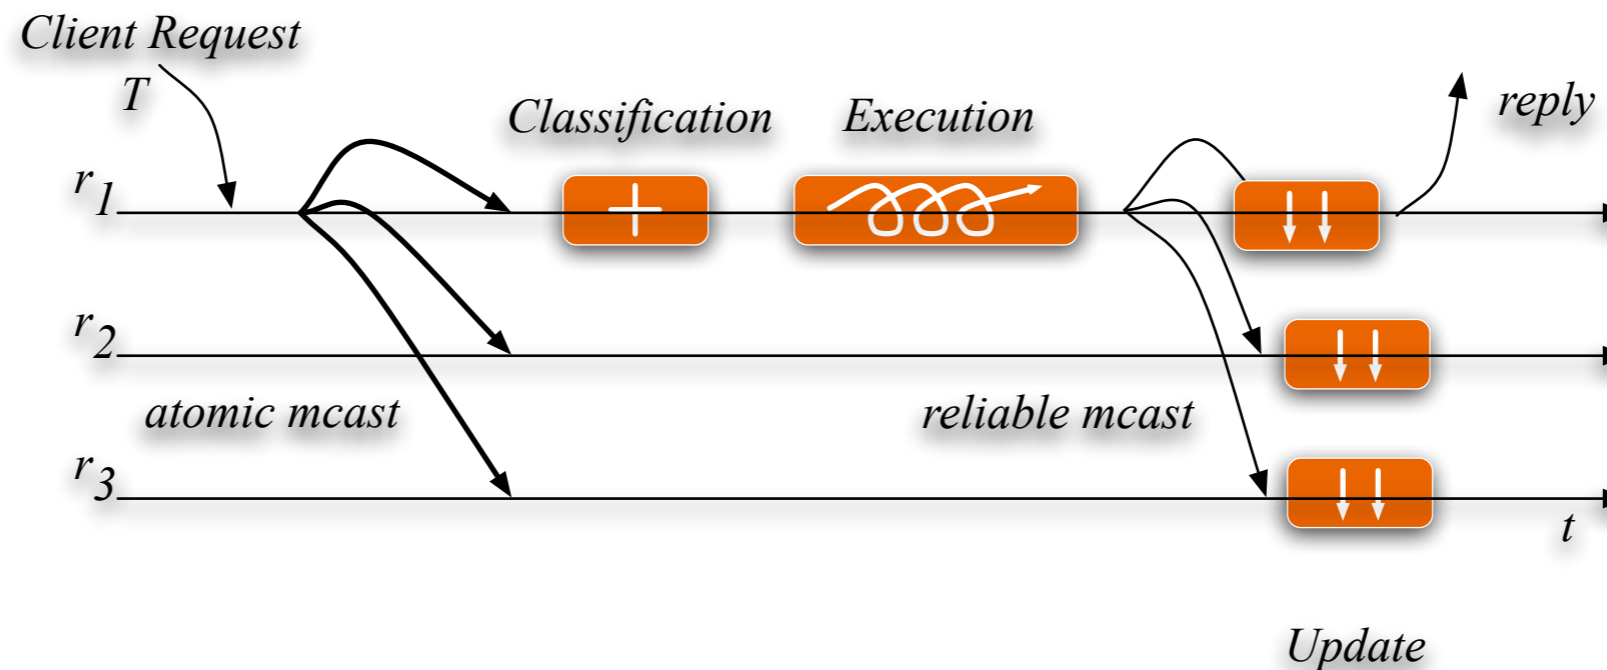 Client Request
T
Classification
Execution
reply
r1
r2
atomic mcast
reliable mcast
r3
t
Update